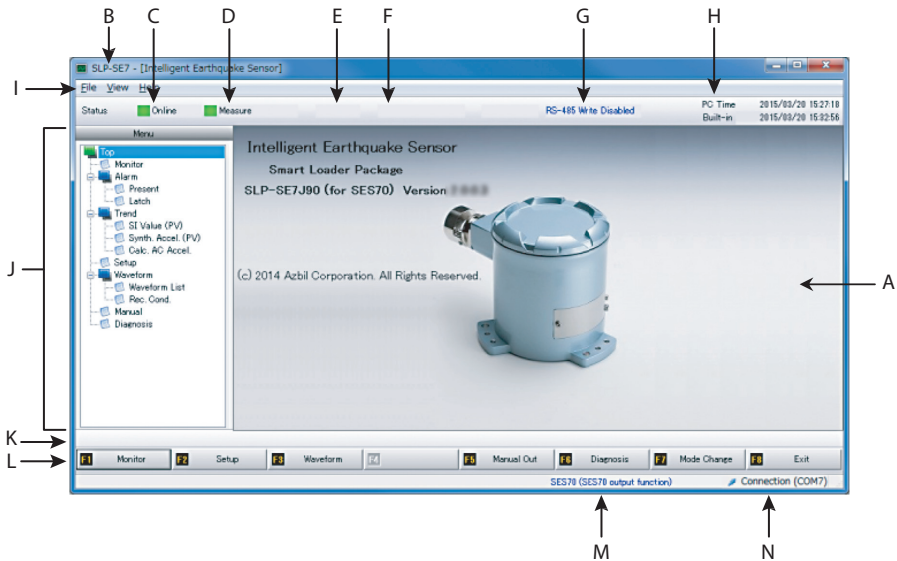 B C D E F G H
SLP-SE7 - [Intelligent Earthquake Sensor]
I
File View Help
Status Online Measure RS-485 Write Disabled
PC Time 2015/03/20 15:27:18
Built-in 2015/03/20 15:32:56
Menu
Top
Monitor
Alarm
Present
Latch
Trend
SI Value (PV)
Synth. Accel. (PV)
Calc. AC Accel.
Setup
Waveform
Waveform List
Rec. Cond.
Manual
Diagnosis
J
Intelligent Earthquake Sensor
Smart Loader Package
SLP-SE7J90 (for SES70) Version
(c) 2014 Azbil Corporation. All Rights Reserved.
A
K
L
F1 Monitor F2 Setup F3 Waveform F4 F5 Manual Out F6 Diagnosis F7 Mode Change F8 Exit
SES70 (SES70 output function) Connection (COM7)
M N